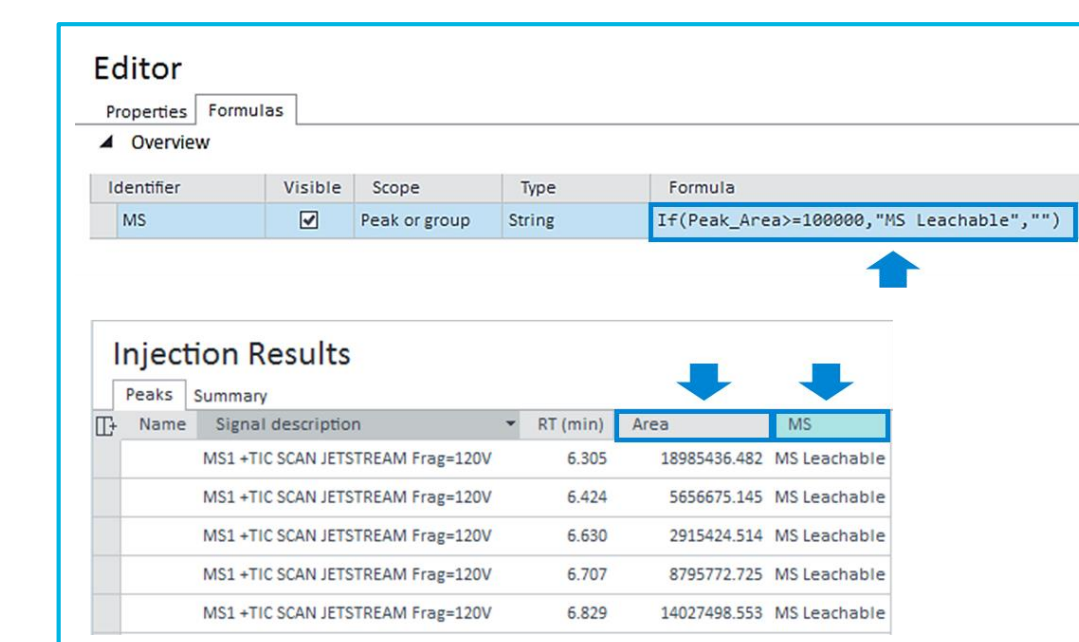 Editor
Properties Formulas
Overview
Identifier Visible Scope Type Formula
MS Peak or group String If(Peak_Area>=100000,"MS Leachable","")
Injection Results
Peaks Summary
Name Signal description RT (min) Area MS
MS1 +TIC SCAN JETSTREAM Frag=120V 6.305 18985436.482 MS Leachable
MS1 +TIC SCAN JETSTREAM Frag=120V 6.424 5656675.145 MS Leachable
MS1 +TIC SCAN JETSTREAM Frag=120V 6.630 2915424.514 MS Leachable
MS1 +TIC SCAN JETSTREAM Frag=120V 6.707 8795772.725 MS Leachable
MS1 +TIC SCAN JETSTREAM Frag=120V 6.829 14027498.553 MS Leachable